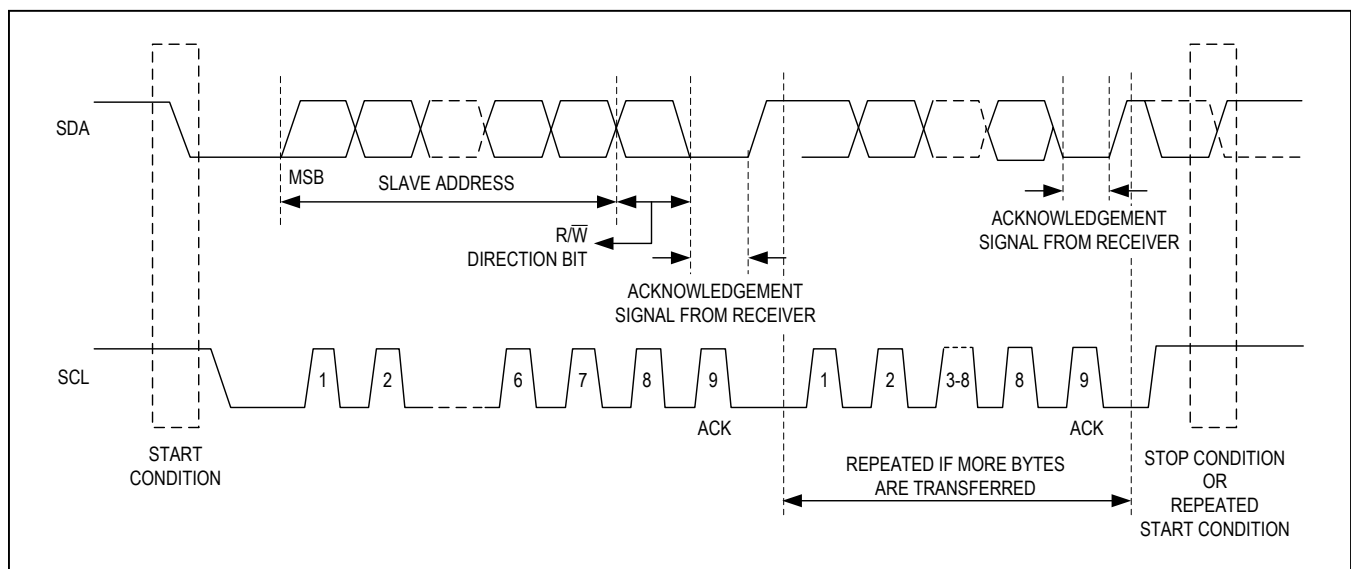 SDA
MSB
SLAVE ADDRESS
R/W̅
DIRECTION BIT
ACKNOWLEDGEMENT
SIGNAL FROM RECEIVER
ACKNOWLEDGEMENT
SIGNAL FROM RECEIVER
SCL
1 2 6 7 8 9 1 2 3-8 8 9
ACK
ACK
START
CONDITION
REPEATED IF MORE BYTES
ARE TRANSFERRED
STOP CONDITION
OR
REPEATED
START CONDITION